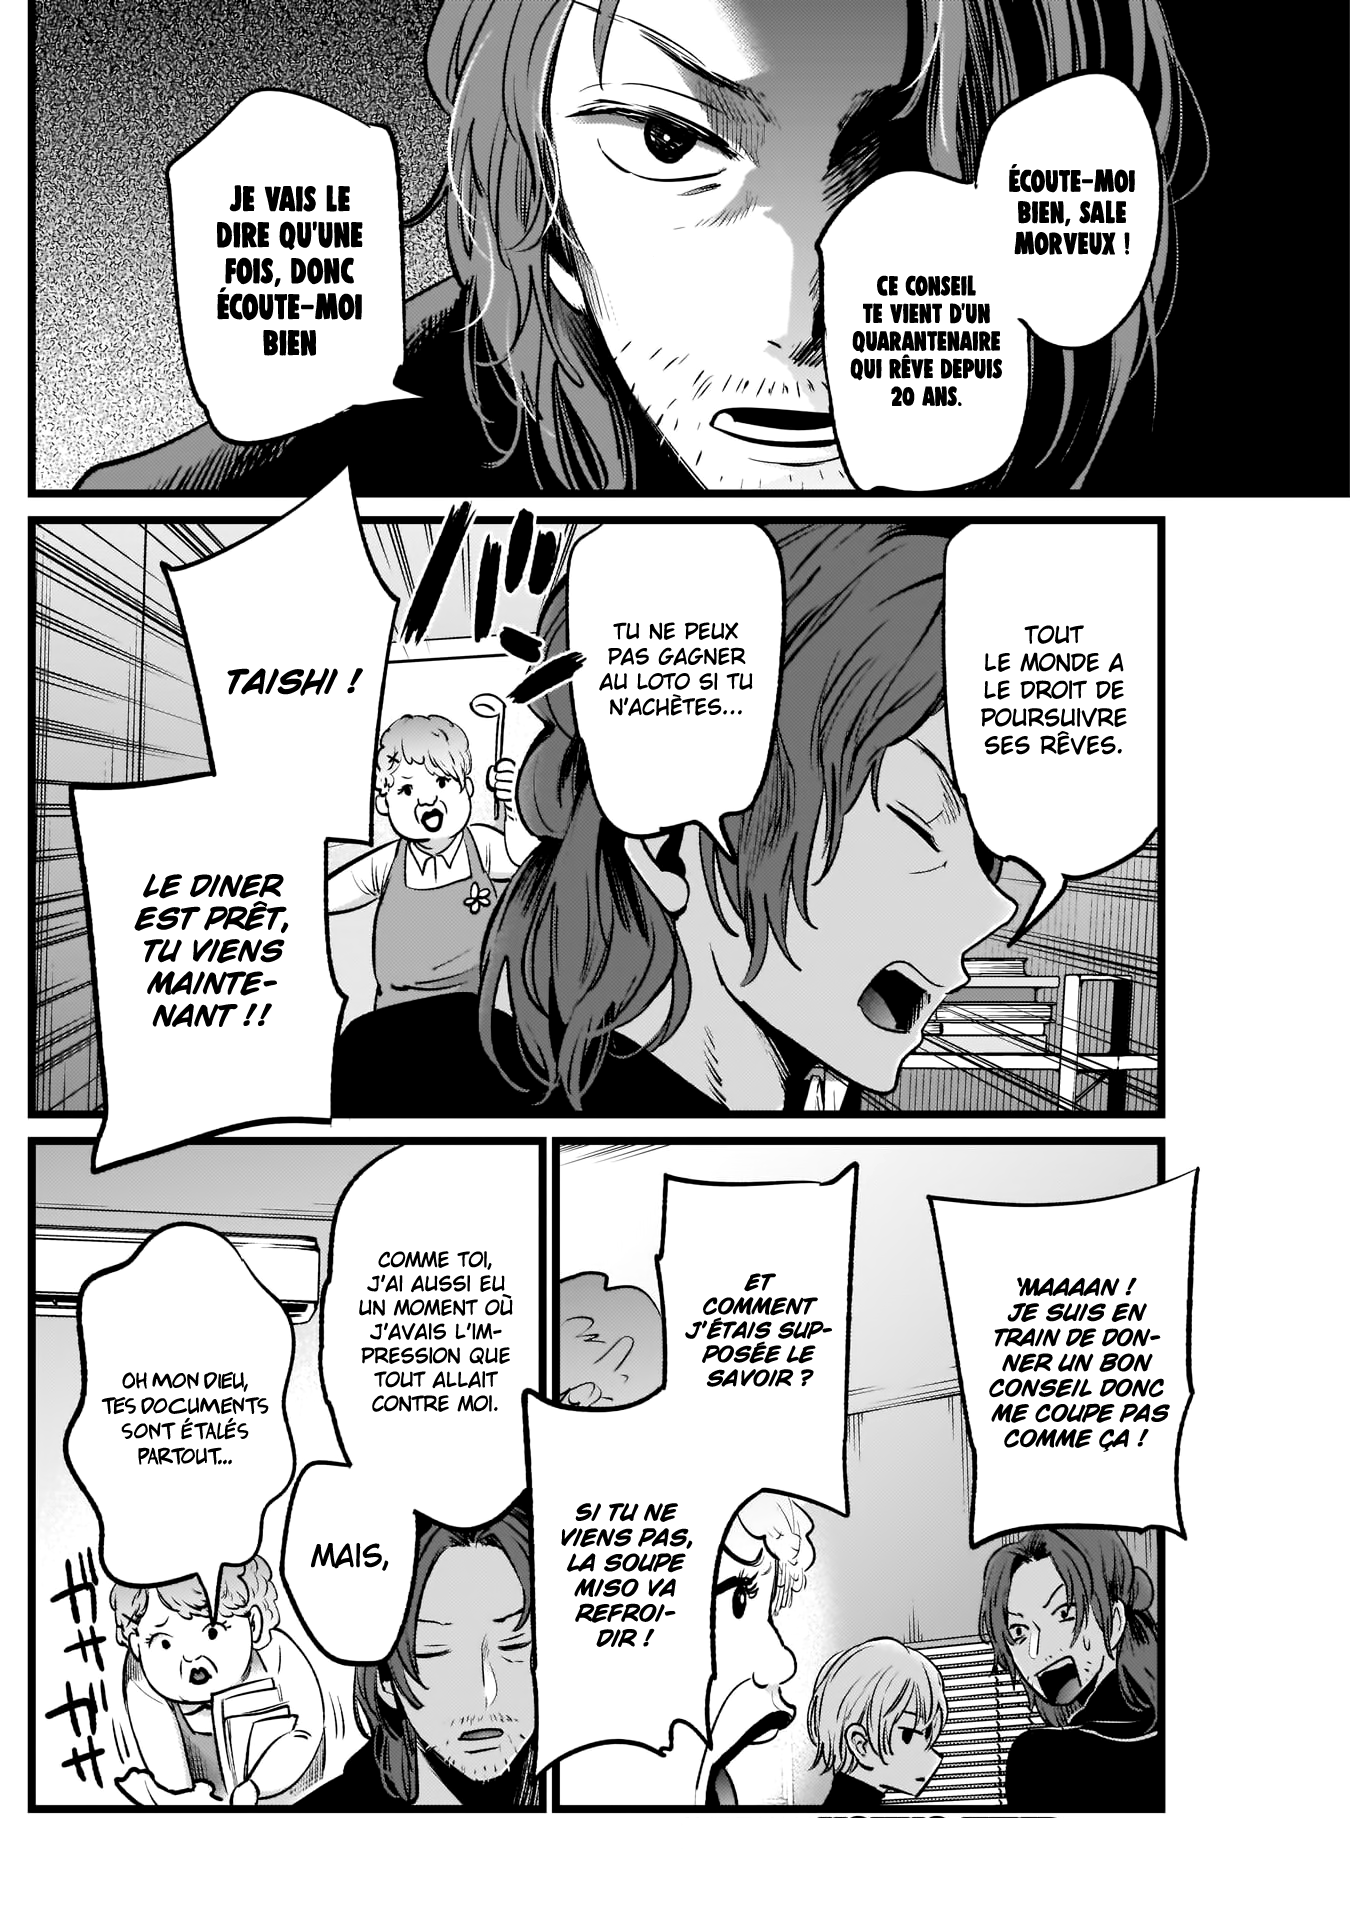 ÉCOUTE-MOI
BIEN, SALE
MORVEUX !
CE CONSEIL
TE VIENT D'UN
QUARANTENAIRE
QUI RÊVE DEPUIS
20 ANS.
JE VAIS LE
DIRE QU'UNE
FOIS, DONC
ÉCOUTE-MOI
BIEN
TOUT
LE MONDE A
LE DROIT DE
POURSUIVRE
SES RÊVES.
TU NE PEUX
PAS GAGNER
AU LOTO SI TU
N'ACHÈTES...
TAISHI !
LE DINER
EST PRÊT,
TU VIENS
MAINTE-
NANT !!
'MAAAAN !
JE SUIS EN
TRAIN DE DON-
NER UN BON
CONSEIL DONC
ME COUPE PAS
COMME ÇA !
ET
COMMENT
J'ÉTAIS SUP-
POSÉE LE
SAVOIR ?
SI TU NE
VIENS PAS,
LA SOUPE
MISO VA
REFROI-
DIR !
COMME TOI,
J'AI AUSSI EU
UN MOMENT OÙ
J'AVAIS L'IM-
PRESSION QUE
TOUT ALLAIT
CONTRE MOI.
MAIS,
OH MON DIEU,
TES DOCUMENTS
SONT ÉTALÉS
PARTOUT...